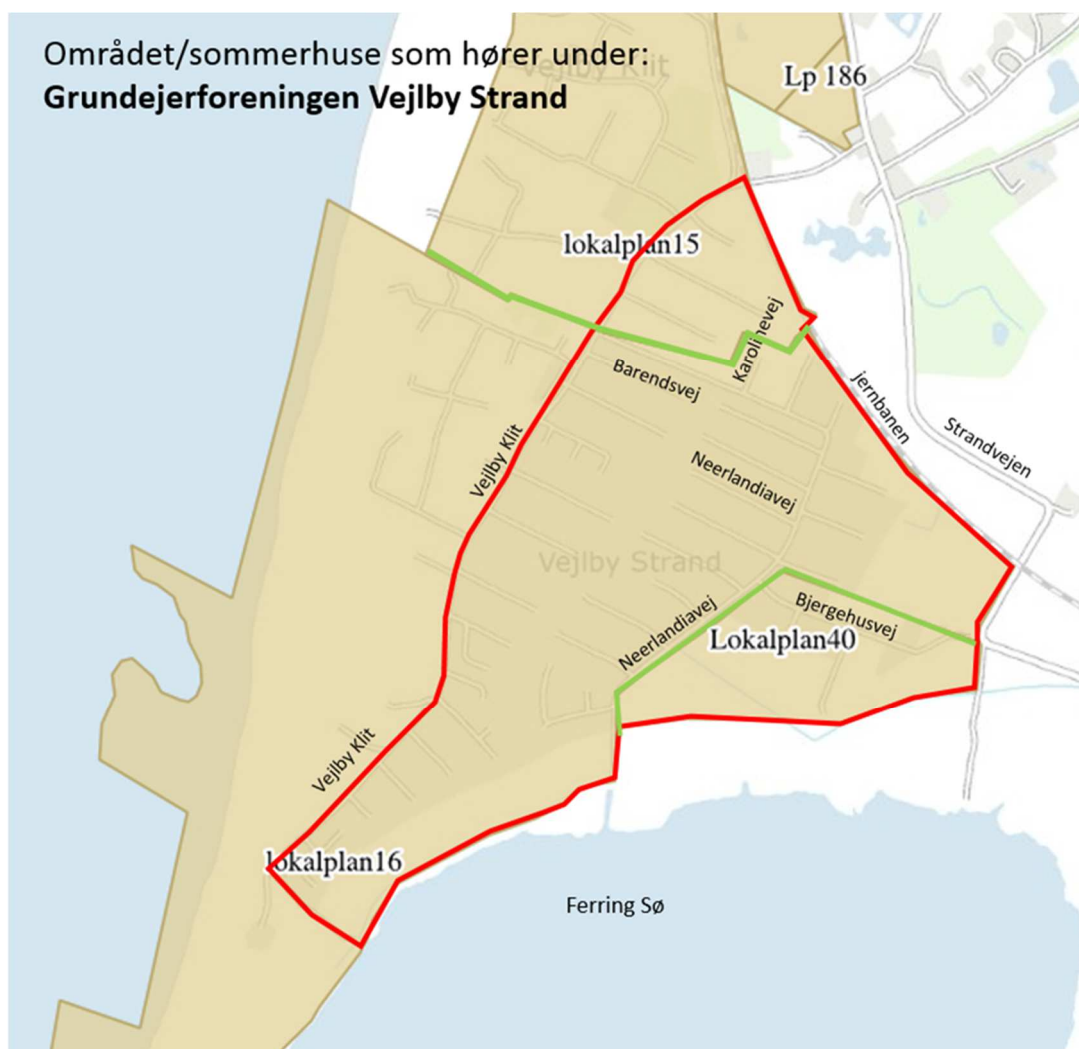 Området/sommerhuse som hører under:
Grundejerforeningen Vejlby Strand
Vejlby Klit
Lp 186
lokalplan15
Karolinevej
Barendsvej
jernbanen
Strandvejen
Vejlby Klit
Neerlandiavej
Vejlby Strand
Bjergehusvej
Neerlandiavej
Lokalplan40
Vejlby Klit
lokalplan16
Ferring Sø